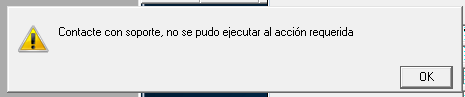 Contacte con soporte, no se pudo ejecutar al acción requerida
OK